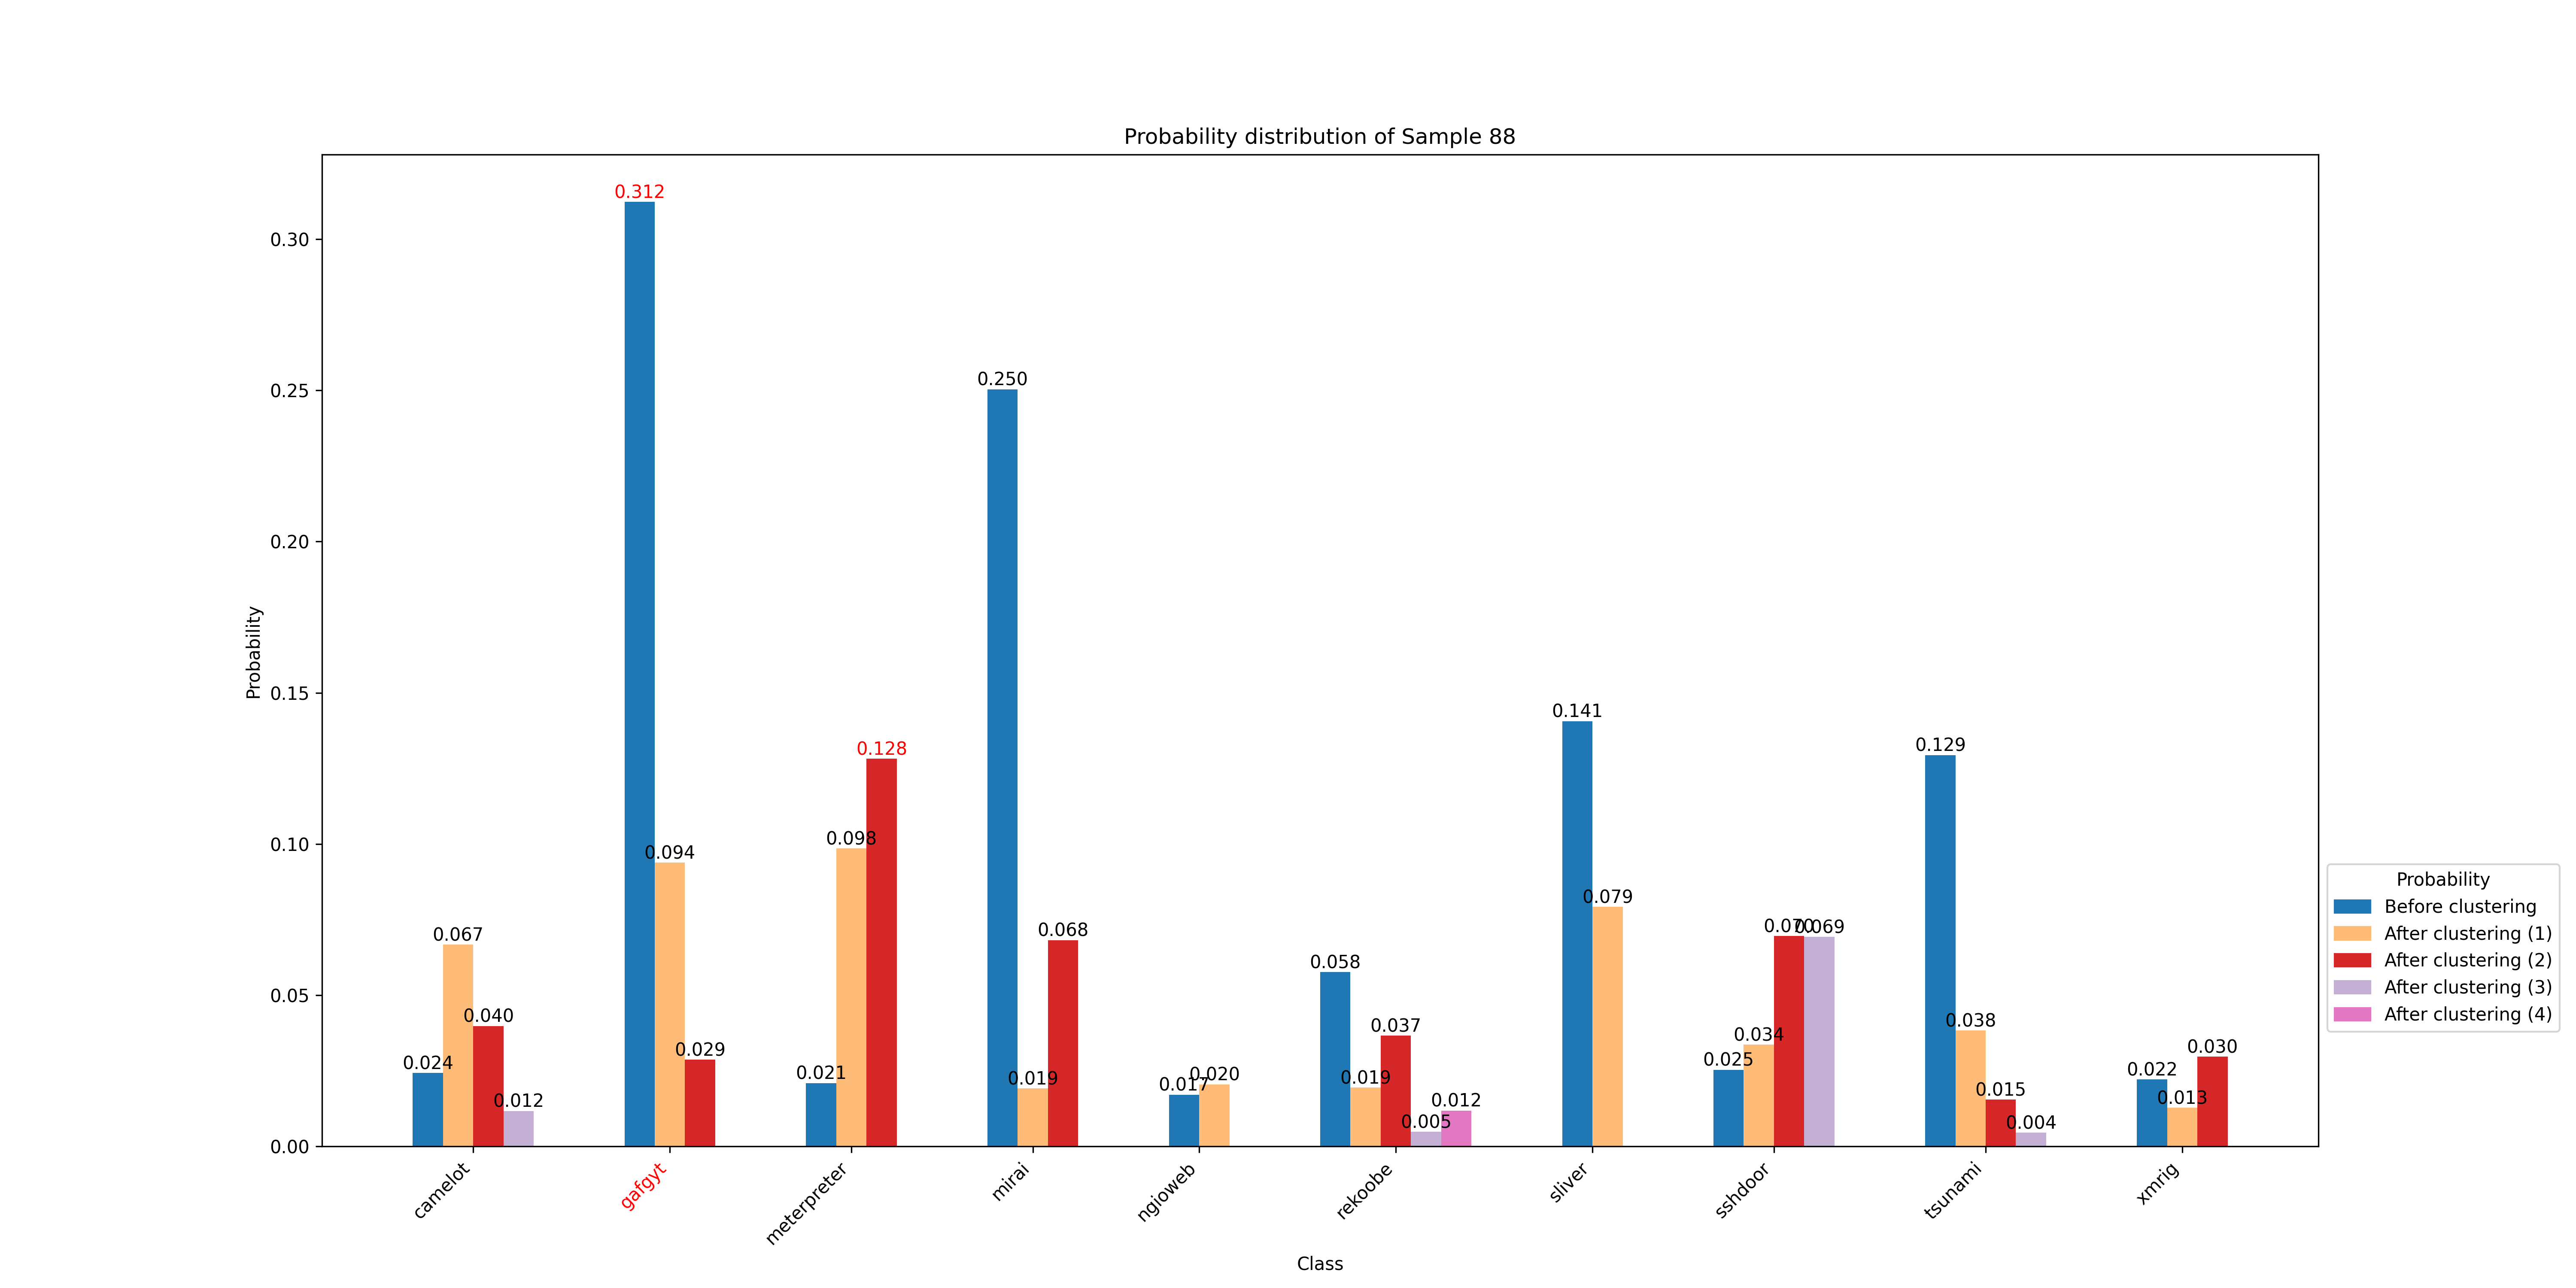 Probability distribution of Sample 88
Probability
0.30
0.25
0.20
0.15
0.10
0.05
0.00
0.024
0.067
0.040
0.012
0.312
0.094
0.029
0.021
0.098
0.128
0.250
0.019
0.068
0.017
0.020
0.058
0.019
0.037
0.005
0.012
0.141
0.079
0.025
0.034
0.070
0.069
0.129
0.038
0.015
0.004
0.022
0.013
0.030
camelot
gafgyt
meterpreter
mirai
ngioweb
rekoobe
sliver
sshdoor
tsunami
xmrig
Class
Probability
Before clustering
After clustering (1)
After clustering (2)
After clustering (3)
After clustering (4)